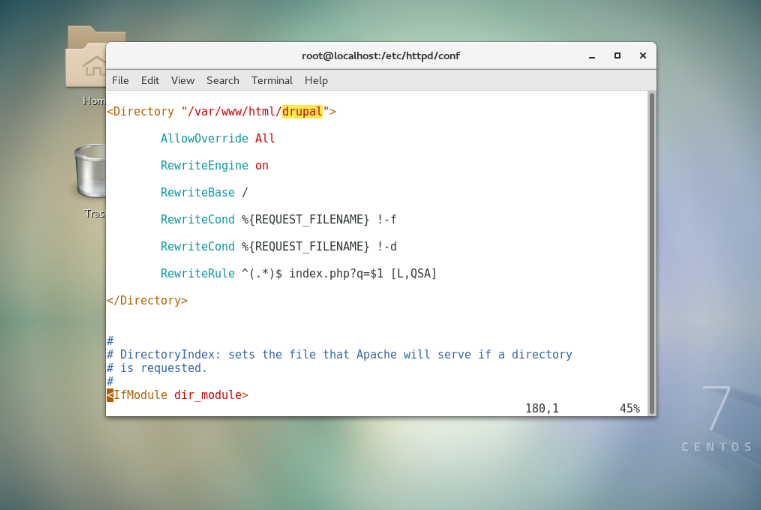 root@localhost:/etc/httpd/conf
File Edit View Search Terminal Help
<Directory "/var/www/html/drupal">
AllowOverride All
RewriteEngine on
RewriteBase /
RewriteCond %{REQUEST_FILENAME} !-f
RewriteCond %{REQUEST_FILENAME} !-d
RewriteRule ^(.*)$ index.php?q=$1 [L,QSA]
</Directory>
#
# DirectoryIndex: sets the file that Apache will serve if a directory
# is requested.
#
<IfModule dir_module>
180,1 45%
Hom
Tras
7
CENTOS